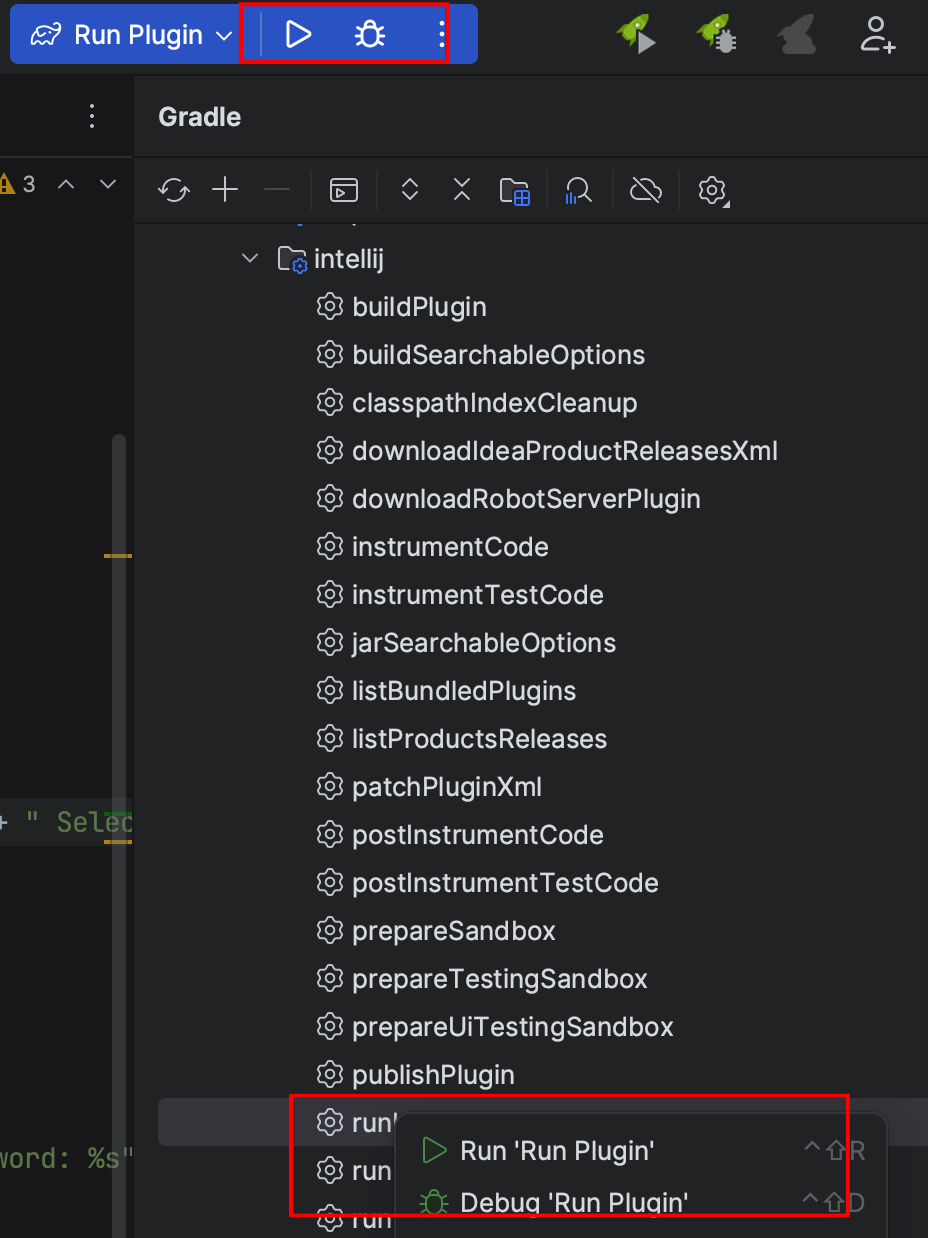 Run Plugin
Gradle
3
intellij
buildPlugin
buildSearchableOptions
classpathIndexCleanup
downloadIdeaProductReleasesXml
downloadRobotServerPlugin
instrumentCode
instrumentTestCode
jarSearchableOptions
listBundledPlugins
listProductsReleases
patchPluginXml
+ " Selec
postInstrumentCode
postInstrumentTestCode
prepareSandbox
prepareTestingSandbox
prepareUiTestingSandbox
publishPlugin
run
Run 'Run Plugin' ⌃⇧R
word: %s"
run
Debug 'Run Plugin' ⌃⇧D
run